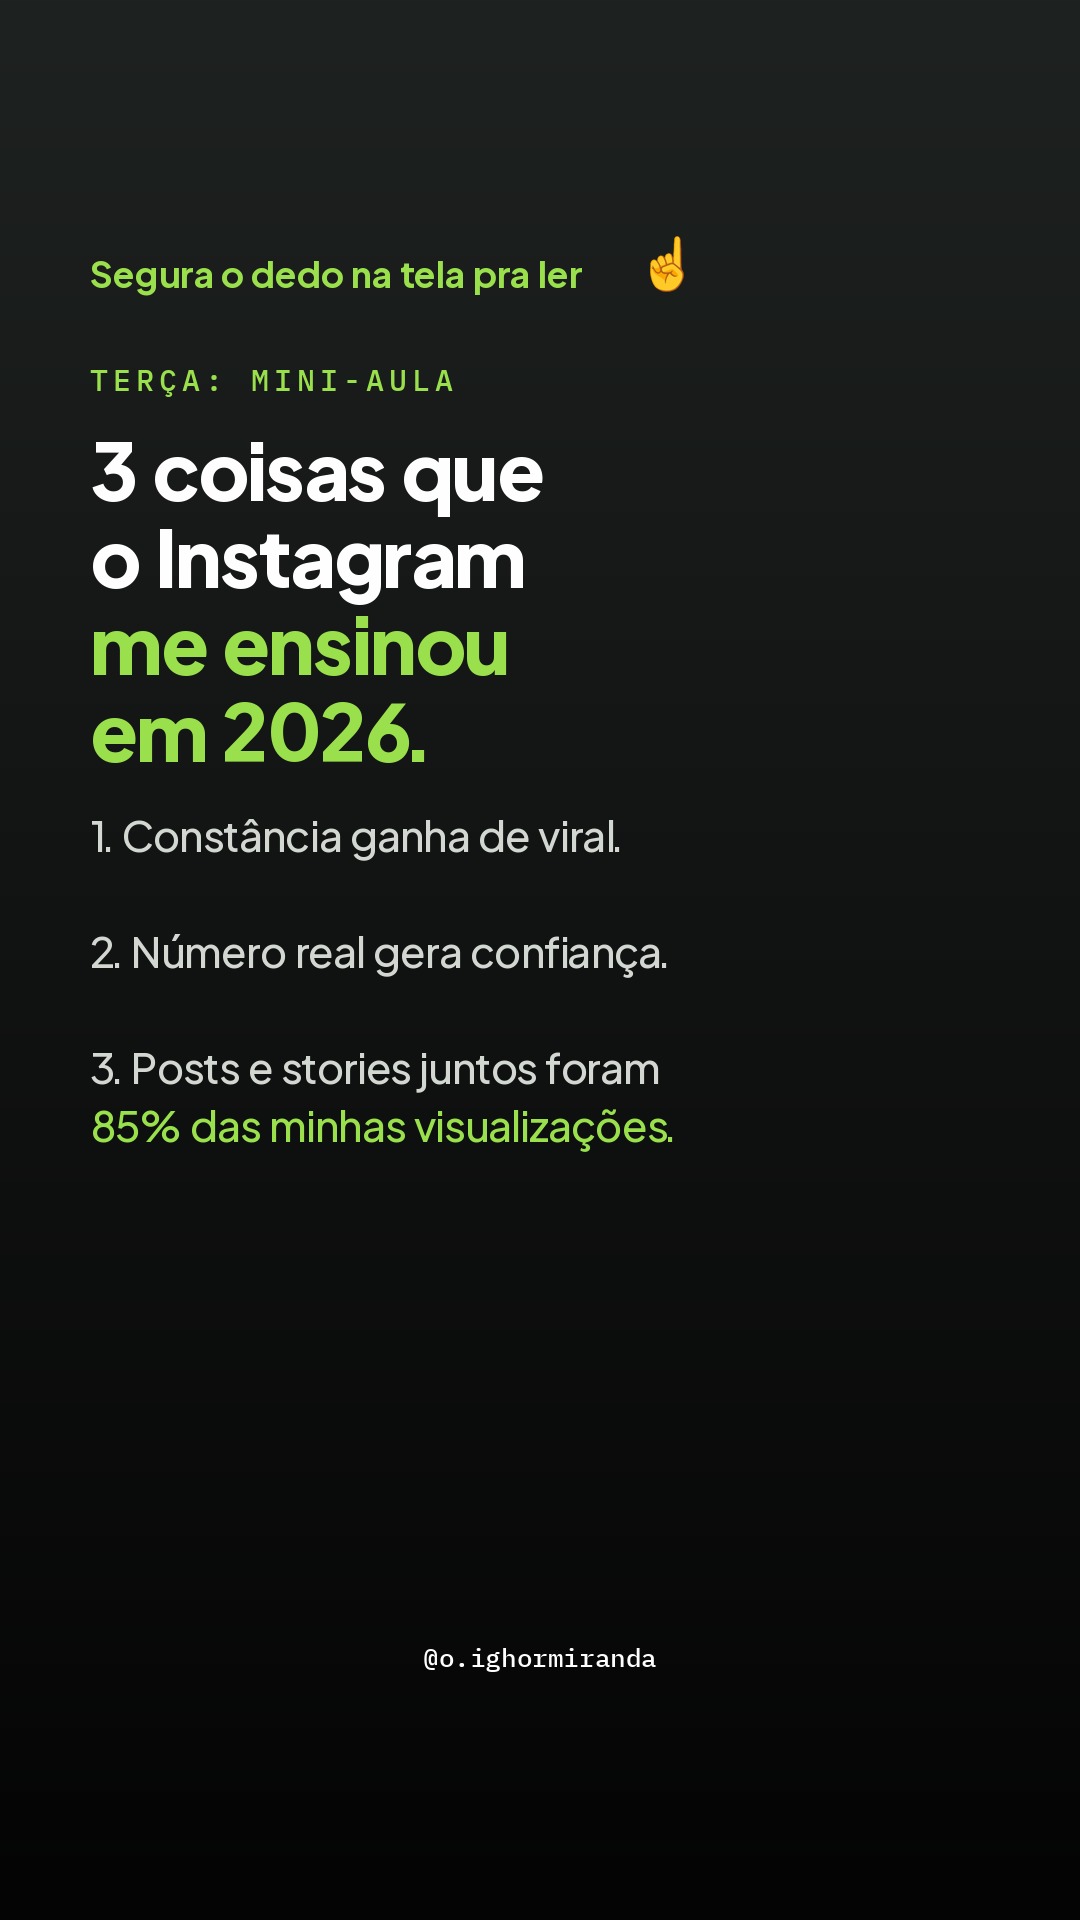 Segura o dedo na tela pra ler ☝️
TERÇA: MINI-AULA
3 coisas que
o Instagram
me ensinou
em 2026.
1. Constância ganha de viral.
2. Número real gera confiança.
3. Posts e stories juntos foram
85% das minhas visualizações.
@o.ighormiranda